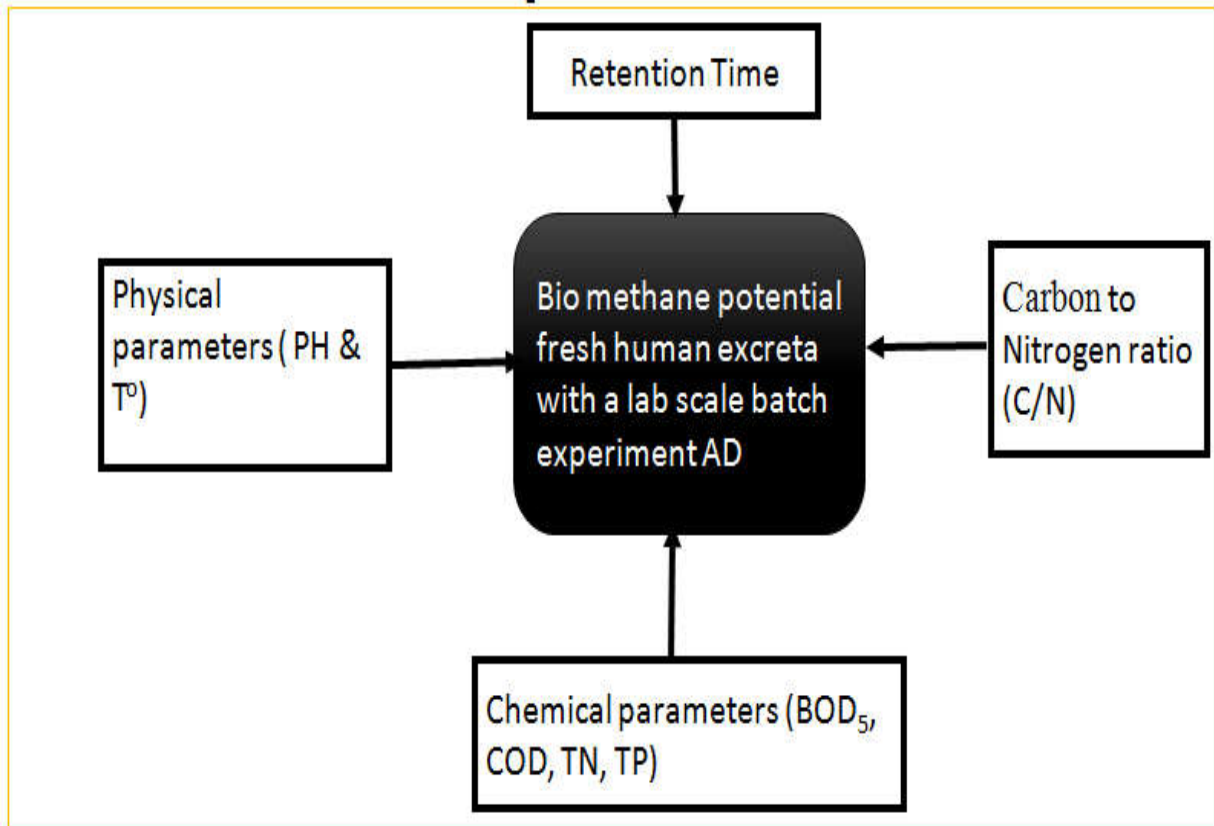 Retention Time
Physical
parameters ( PH &
Tº)
Bio methane potential
fresh human excreta
with a lab scale batch
experiment AD
Carbon to
Nitrogen ratio
(C/N)
Chemical parameters (BOD₅,
COD, TN, TP)